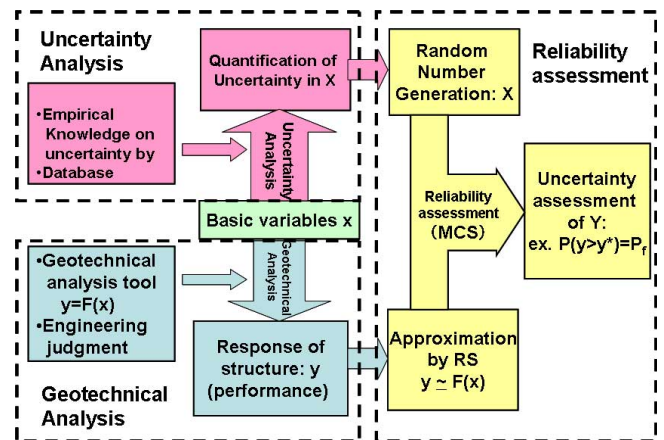 Uncertainty
Analysis
Quantification of
Uncertainty in X
•Empirical
Knowledge on
uncertainty by
•Database
Uncertainty
Analysis
Basic variables x
Geotechnical
Analysis
•Geotechnical
analysis tool
y=F(x)
•Engineering
judgment
Response of
structure: y
(performance)
Geotechnical
Analysis
Random
Number
Generation: X
Reliability
assessment
Reliability
assessment
(MCS)
Uncertainty
assessment
of Y:
ex. P(y>y*)=Pf
Approximation
by RS
y ≃ F(x)